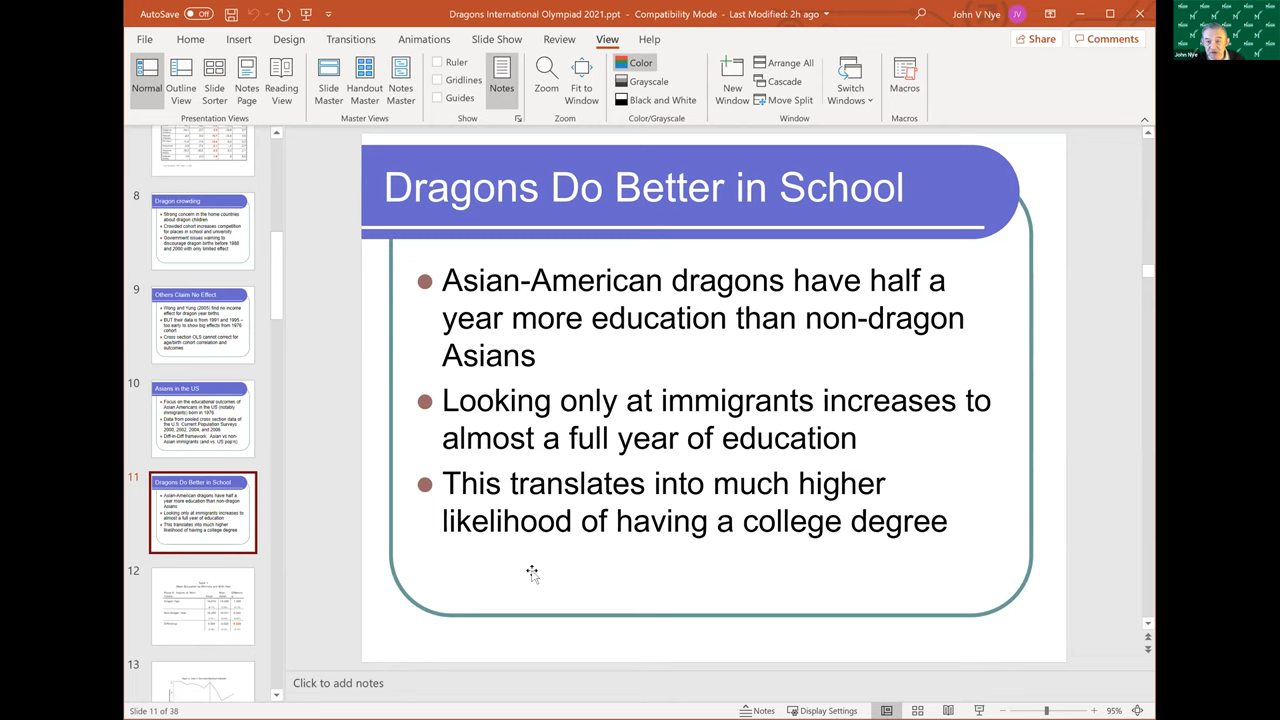 AutoSave Off
Dragons International Olympiad 2021.ppt - Compatibility Mode - Last Modified: 2h ago
John V Nye JV
File Home Insert Design Transitions Animations Slide Show Review View Help
Share Comments
Normal Outline View Slide Sorter Notes Page Reading View
Presentation Views
Slide Master Handout Master Notes Master
Master Views
Ruler
Gridlines
Guides
Show
Notes
Zoom Fit to Window
Zoom
Color
Grayscale
Black and White
Color/Grayscale
New Window
Arrange All
Cascade
Move Split
Switch Windows
Window
Macros
Macros
John Nye
8
Dragon crowding
Strong concern in the home countries
about dragon children
Crowded cohort increases competition
for places in school and university
Government issues warning to
discourage dragon births before 1988
and 2000 with only limited effect
9
Others Claim No Effect
Wong and Yung (2005) find no income
effect for dragon year births
BUT their data is from 1991 and 1995 –
too early to show big effects from 1976
cohort
Cross section OLS cannot correct for
age/birth cohort correlation and
outcomes
10
Asians in the US
Focus on the educational outcomes of
Asian Americans in the US (notably
immigrants) born in 1976
Data from pooled cross section data of
the U.S. Current Population Surveys
2000, 2002, 2004, and 2006
Diff-in-Diff framework: Asian vs non-
Asian immigrants (and vs. US pop'n)
11
Dragons Do Better in School
Asian-American dragons have half a
year more education than non-dragon
Asians
Looking only at immigrants increases to
almost a full year of education
This translates into much higher
likelihood of having a college degree
12
13
Dragons Do Better in School
Asian-American dragons have half a
year more education than non-dragon
Asians
Looking only at immigrants increases to
almost a full year of education
This translates into much higher
likelihood of having a college degree
Click to add notes
Slide 11 of 38
Notes Display Settings 95%